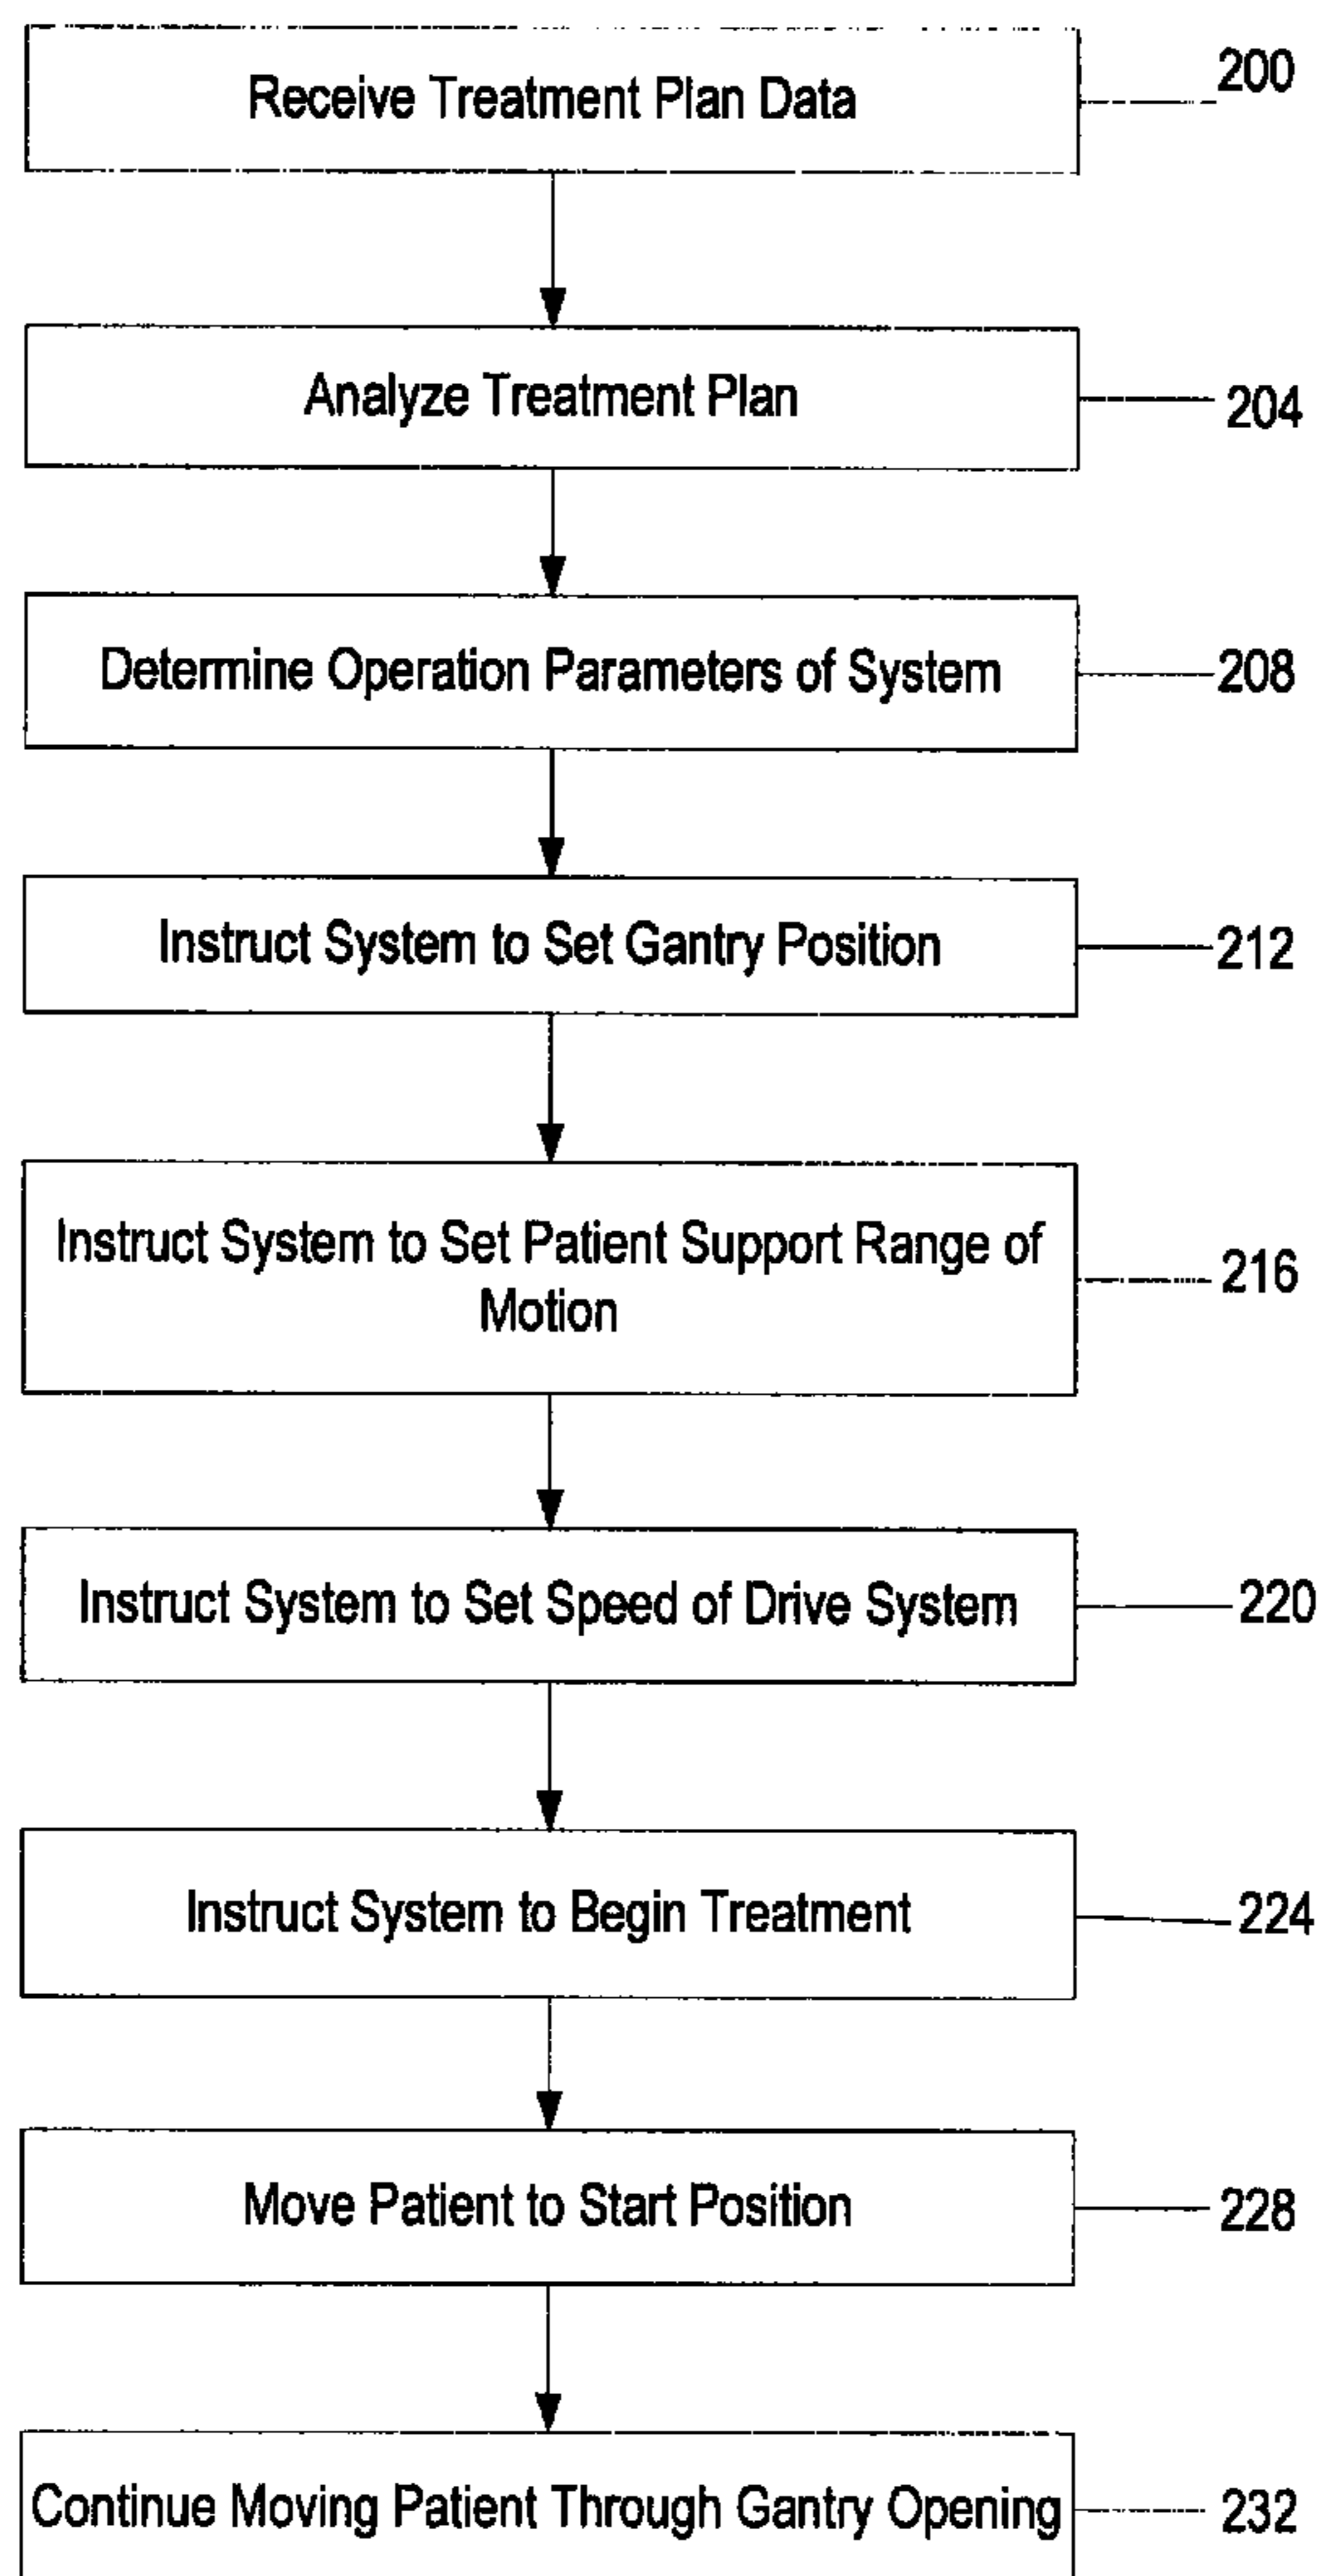 Receive Treatment Plan Data
200
Analyze Treatment Plan
204
Determine Operation Parameters of System
208
Instruct System to Set Gantry Position
212
Instruct System to Set Patient Support Range of
Motion
216
Instruct System to Set Speed of Drive System
220
Instruct System to Begin Treatment
224
Move Patient to Start Position
228
Continue Moving Patient Through Gantry Opening
232